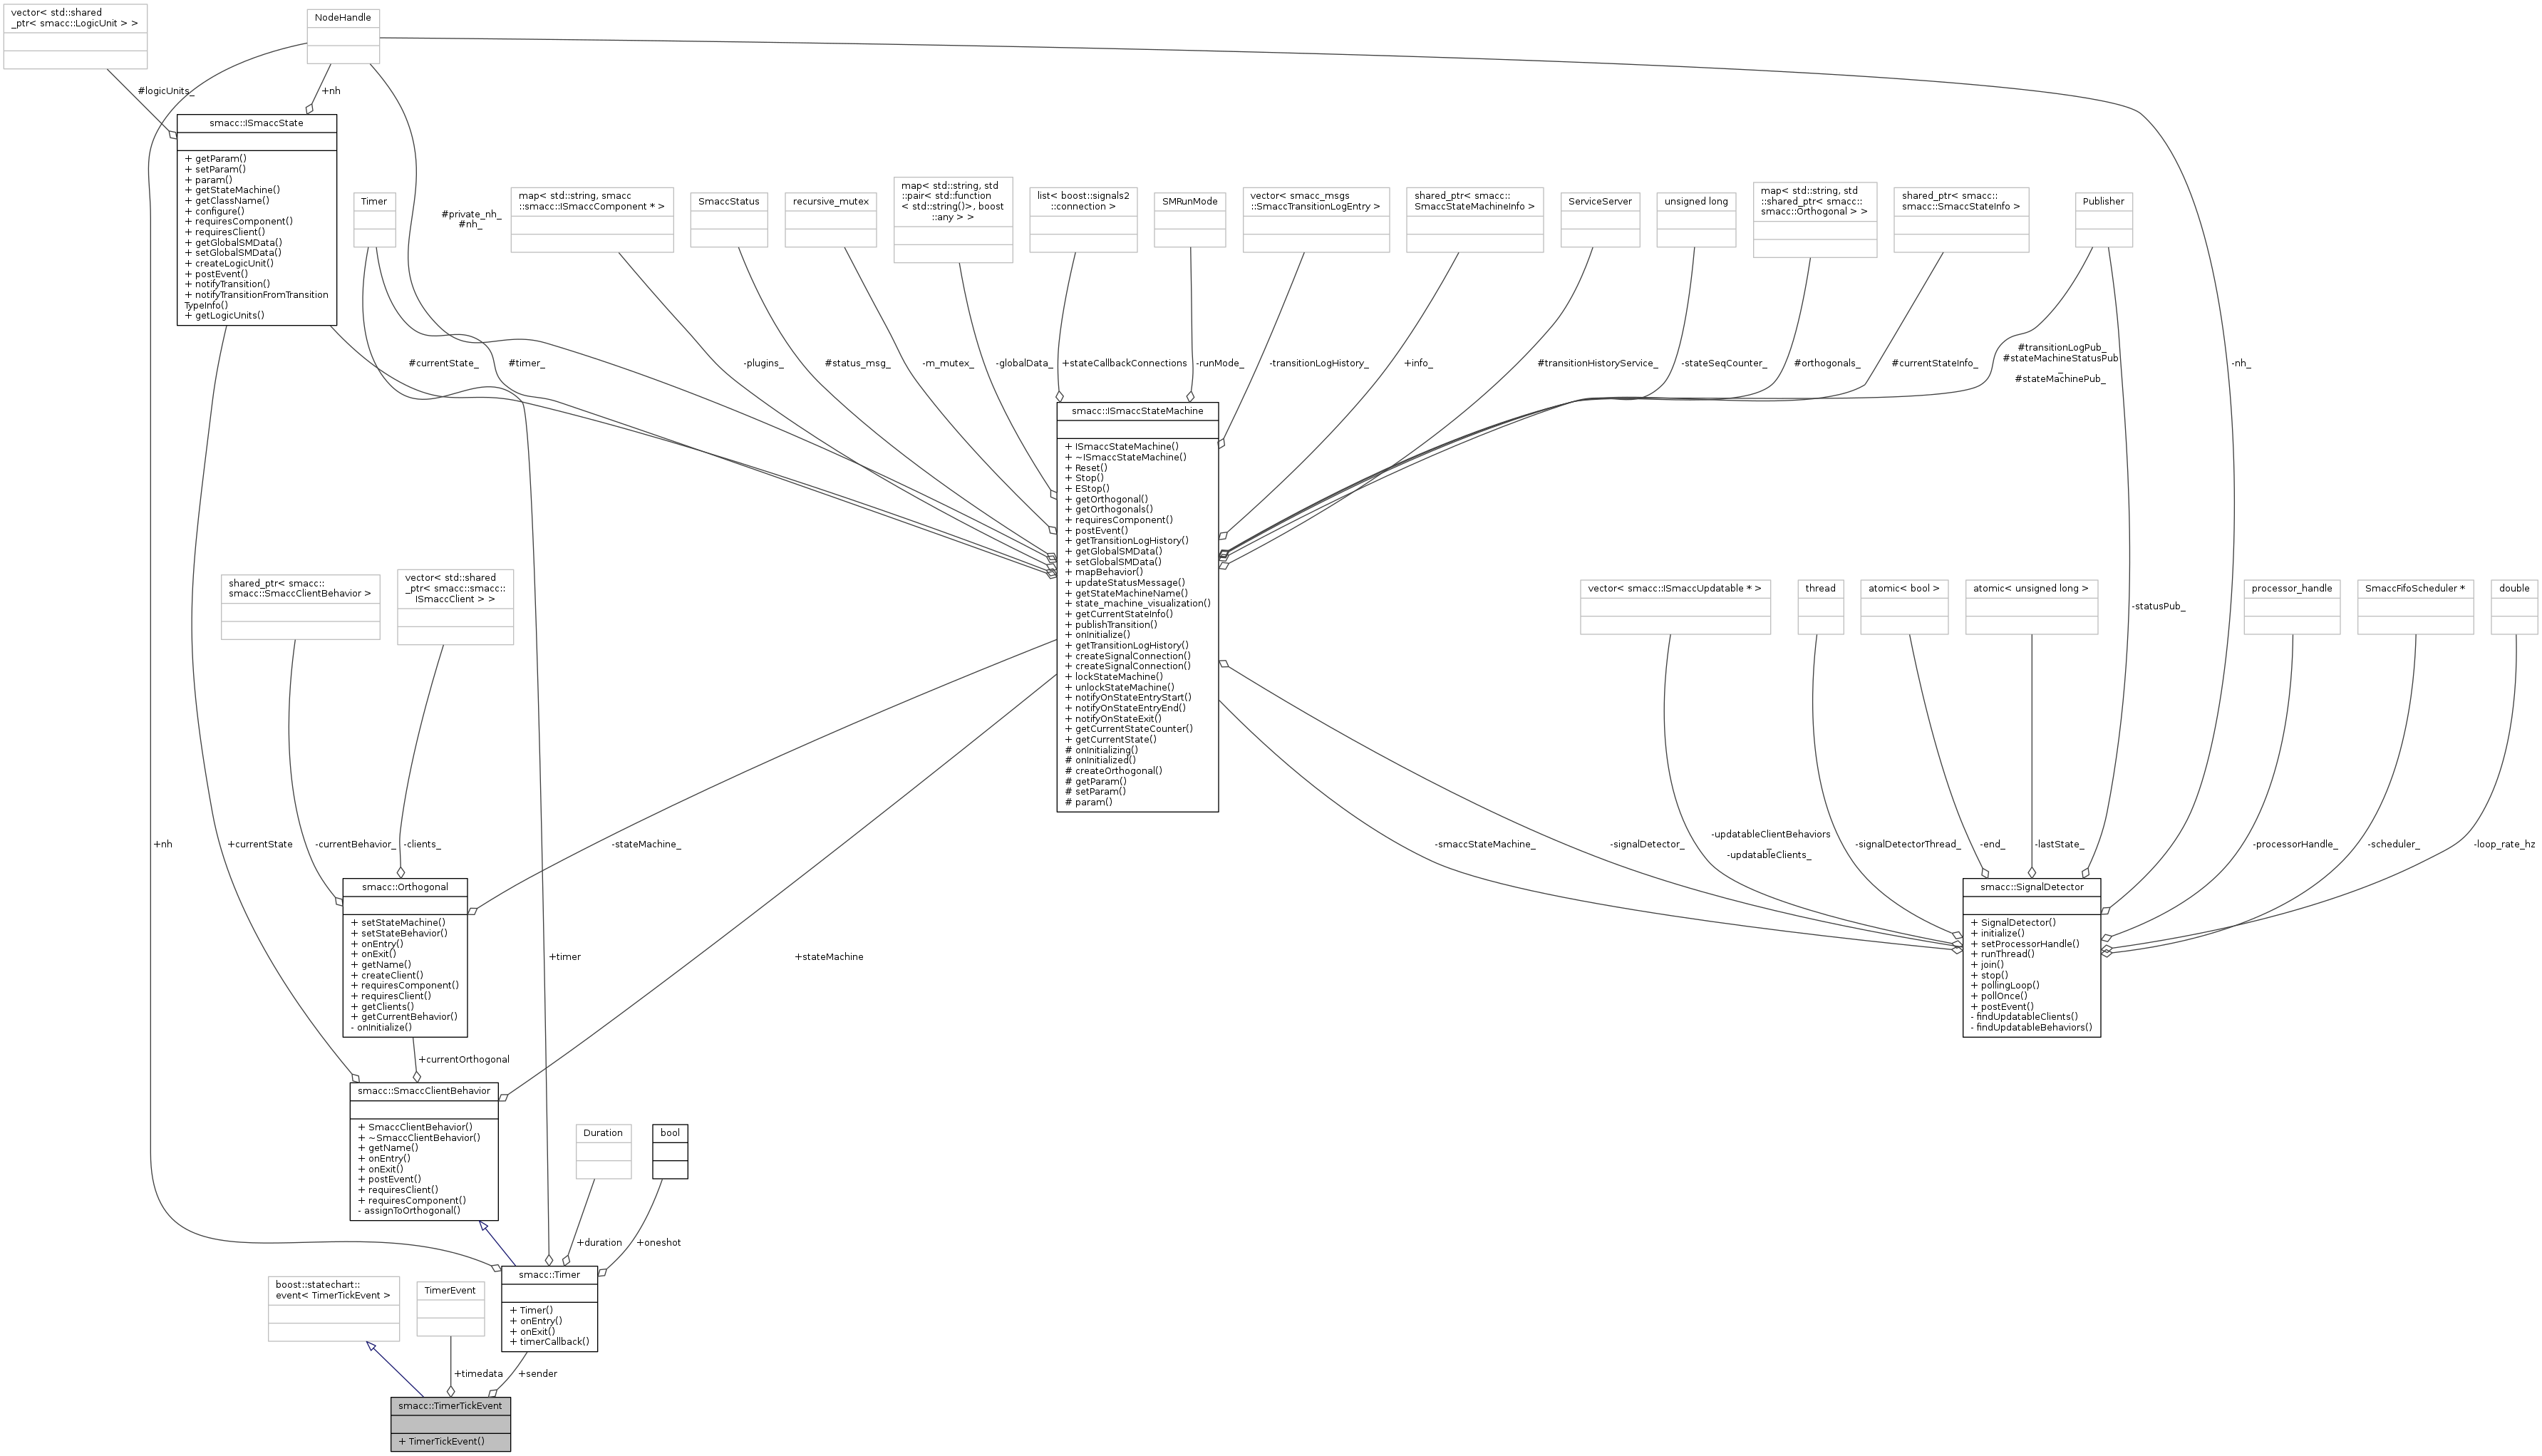 vector< std::shared
_ptr< smacc::LogicUnit > >
NodeHandle
#logicUnits_
+nh
smacc::ISmaccState
+ getParam()
+ setParam()
+ param()
+ getStateMachine()
+ getClassName()
+ configure()
+ requiresComponent()
+ requiresClient()
+ getGlobalSMData()
+ setGlobalSMData()
+ createLogicUnit()
+ postEvent()
+ notifyTransition()
+ notifyTransitionFromTransition
TypeInfo()
+ getLogicUnits()
Timer
#private_nh_
#nh_
map< std::string, smacc
::smacc::ISmaccComponent * >
SmaccStatus
recursive_mutex
map< std::string, std
::pair< std::function
< std::string()>, boost
::any > >
list< boost::signals2
::connection >
SMRunMode
vector< smacc_msgs
::SmaccTransitionLogEntry >
shared_ptr< smacc::
SmaccStateMachineInfo >
ServiceServer
unsigned long
map< std::string, std
::shared_ptr< smacc::
smacc::Orthogonal > >
shared_ptr< smacc::
smacc::SmaccStateInfo >
Publisher
#currentState_
#timer_
-plugins_
#status_msg_
-m_mutex_
-globalData_
+stateCallbackConnections
-runMode_
-transitionLogHistory_
+info_
#transitionHistoryService_
-stateSeqCounter_
#orthogonals_
#currentStateInfo_
#transitionLogPub_
#stateMachineStatusPub
_
#stateMachinePub_
-nh_
smacc::ISmaccStateMachine
+ ISmaccStateMachine()
+ ~ISmaccStateMachine()
+ Reset()
+ Stop()
+ EStop()
+ getOrthogonal()
+ getOrthogonals()
+ requiresComponent()
+ postEvent()
+ getTransitionLogHistory()
+ getGlobalSMData()
+ setGlobalSMData()
+ mapBehavior()
+ updateStatusMessage()
+ getStateMachineName()
+ state_machine_visualization()
+ getCurrentStateInfo()
+ publishTransition()
+ onInitialize()
+ getTransitionLogHistory()
+ createSignalConnection()
+ createSignalConnection()
+ lockStateMachine()
+ unlockStateMachine()
+ notifyOnStateEntryStart()
+ notifyOnStateEntryEnd()
+ notifyOnStateExit()
+ getCurrentStateCounter()
+ getCurrentState()
# onInitializing()
# onInitialized()
# createOrthogonal()
# getParam()
# setParam()
# param()
shared_ptr< smacc::
smacc::SmaccClientBehavior >
vector< std::shared
_ptr< smacc::smacc::
ISmaccClient > >
vector< smacc::ISmaccUpdatable * >
thread
atomic< bool >
atomic< unsigned long >
-statusPub_
processor_handle
SmaccFifoScheduler *
double
+nh
+currentState
-currentBehavior_
-clients_
-stateMachine_
-smaccStateMachine_
-signalDetector_
-updatableClientBehaviors
_
-updatableClients_
-signalDetectorThread_
-end_
-lastState_
-processorHandle_
-scheduler_
-loop_rate_hz
smacc::Orthogonal
+ setStateMachine()
+ setStateBehavior()
+ onEntry()
+ onExit()
+ getName()
+ createClient()
+ requiresComponent()
+ requiresClient()
+ getClients()
+ getCurrentBehavior()
- onInitialize()
+timer
+stateMachine
smacc::SignalDetector
+ SignalDetector()
+ initialize()
+ setProcessorHandle()
+ runThread()
+ join()
+ stop()
+ pollingLoop()
+ pollOnce()
+ postEvent()
- findUpdatableClients()
- findUpdatableBehaviors()
+currentOrthogonal
smacc::SmaccClientBehavior
+ SmaccClientBehavior()
+ ~SmaccClientBehavior()
+ getName()
+ onEntry()
+ onExit()
+ postEvent()
+ requiresClient()
+ requiresComponent()
- assignToOrthogonal()
Duration
bool
+duration
+oneshot
smacc::Timer
+ Timer()
+ onEntry()
+ onExit()
+ timerCallback()
boost::statechart::
event< TimerTickEvent >
TimerEvent
+timedata
+sender
smacc::TimerTickEvent
+ TimerTickEvent()